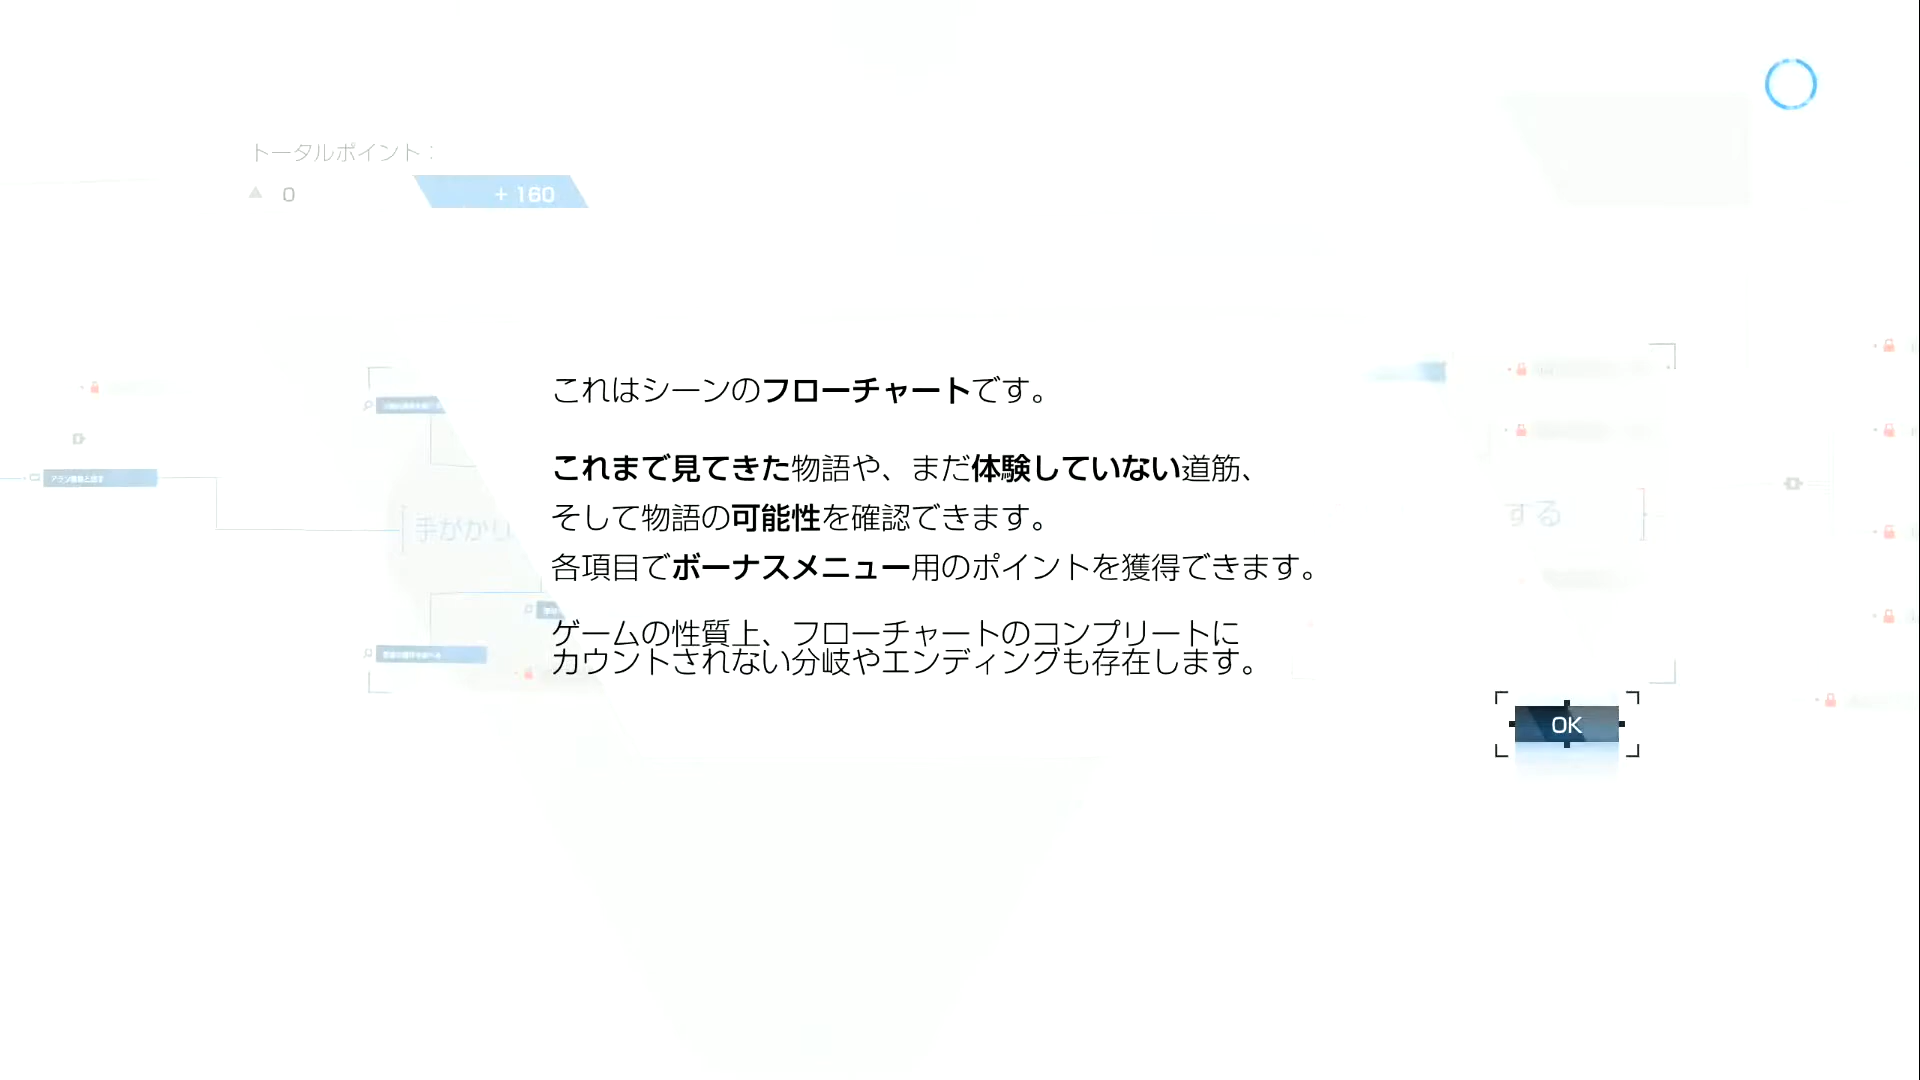 トータルポイント :
0
+ 160
これはシーンのフローチャートです。
これまで見てきた物語や、まだ体験していない道筋、
そして物語の可能性を確認できます。
各項目でボーナスメニュー用のポイントを獲得できます。
手がかり
する
ゲームの性質上、フローチャートのコンプリートに
カウントされない分岐やエンディングも存在します。
OK